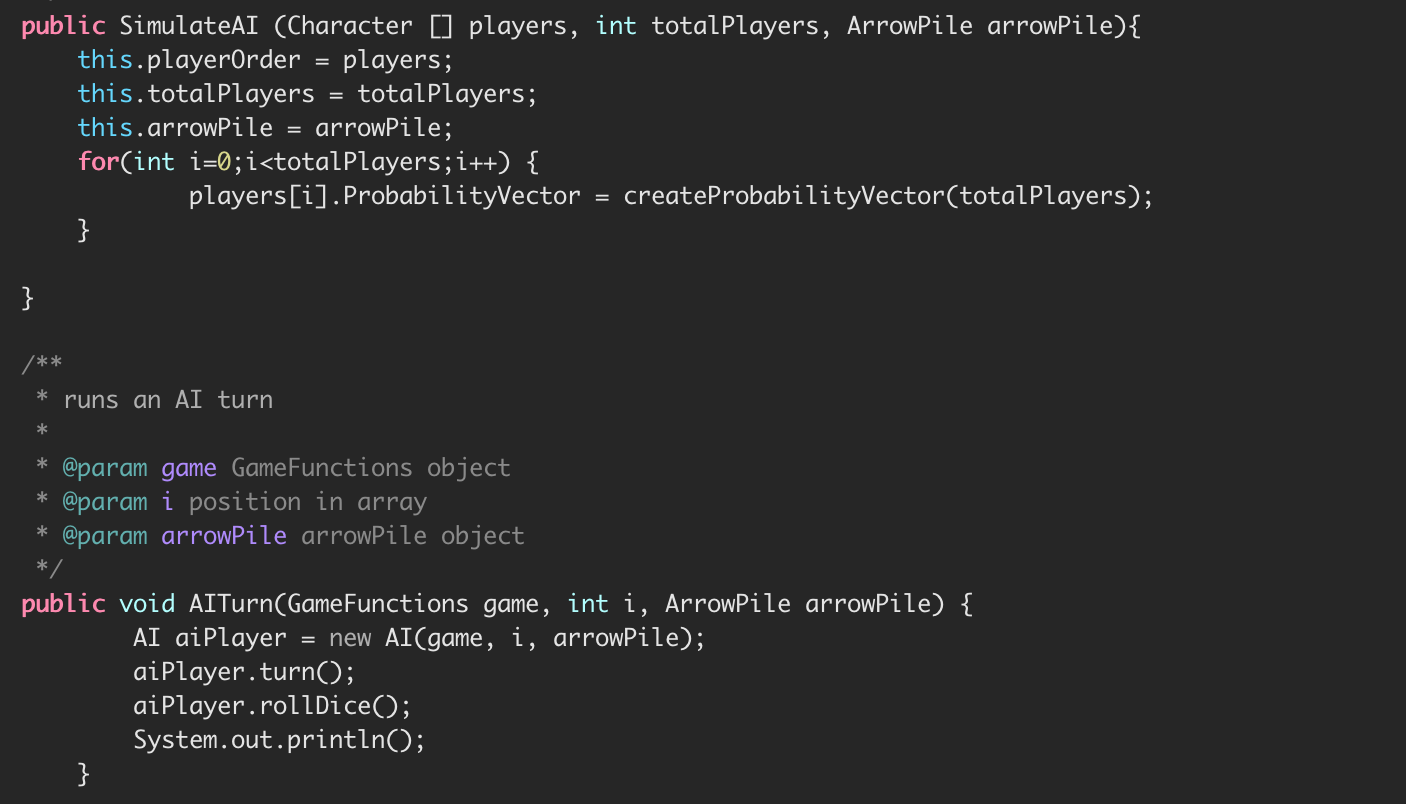 public SimulateAI (Character [] players, int totalPlayers, ArrowPile arrowPile){
    this.playerOrder = players;
    this.totalPlayers = totalPlayers;
    this.arrowPile = arrowPile;
    for(int i=0;i<totalPlayers;i++) {
            players[i].ProbabilityVector = createProbabilityVector(totalPlayers);
    }

}

/**
 * runs an AI turn
 *
 * @param game GameFunctions object
 * @param i position in array
 * @param arrowPile arrowPile object
 */
public void AITurn(GameFunctions game, int i, ArrowPile arrowPile) {
        AI aiPlayer = new AI(game, i, arrowPile);
        aiPlayer.turn();
        aiPlayer.rollDice();
        System.out.println();
    }